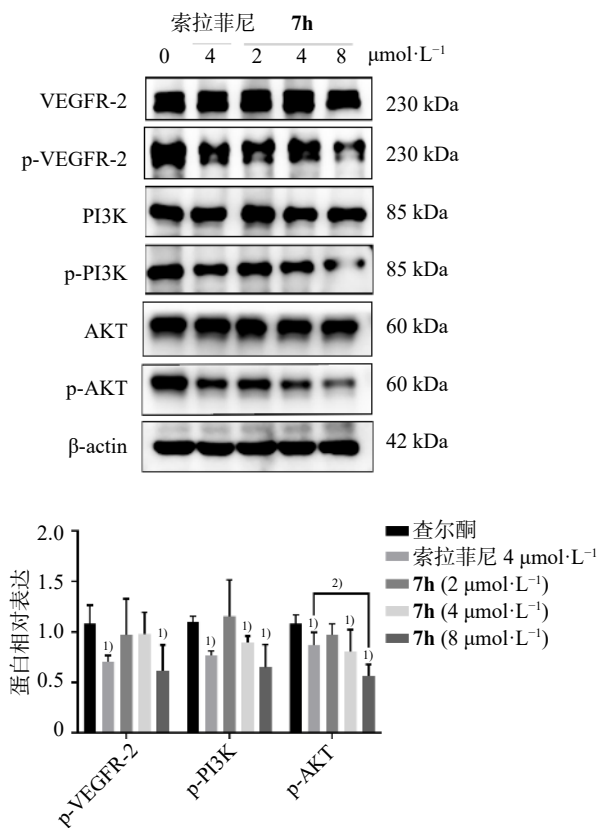 索拉菲尼 7h
0 4 2 4 8 μmol·L⁻¹
VEGFR-2 230 kDa
p-VEGFR-2 230 kDa
PI3K 85 kDa
p-PI3K 85 kDa
AKT 60 kDa
p-AKT 60 kDa
β-actin 42 kDa
蛋白相对表达
2.0
1.5
1.0
0.5
0
1) 1) 1) 1) 1) 1) 2) 1) 1)
p-VEGFR-2 p-PI3K p-AKT
查尔酮
索拉菲尼 4 μmol·L⁻¹
7h (2 μmol·L⁻¹)
7h (4 μmol·L⁻¹)
7h (8 μmol·L⁻¹)